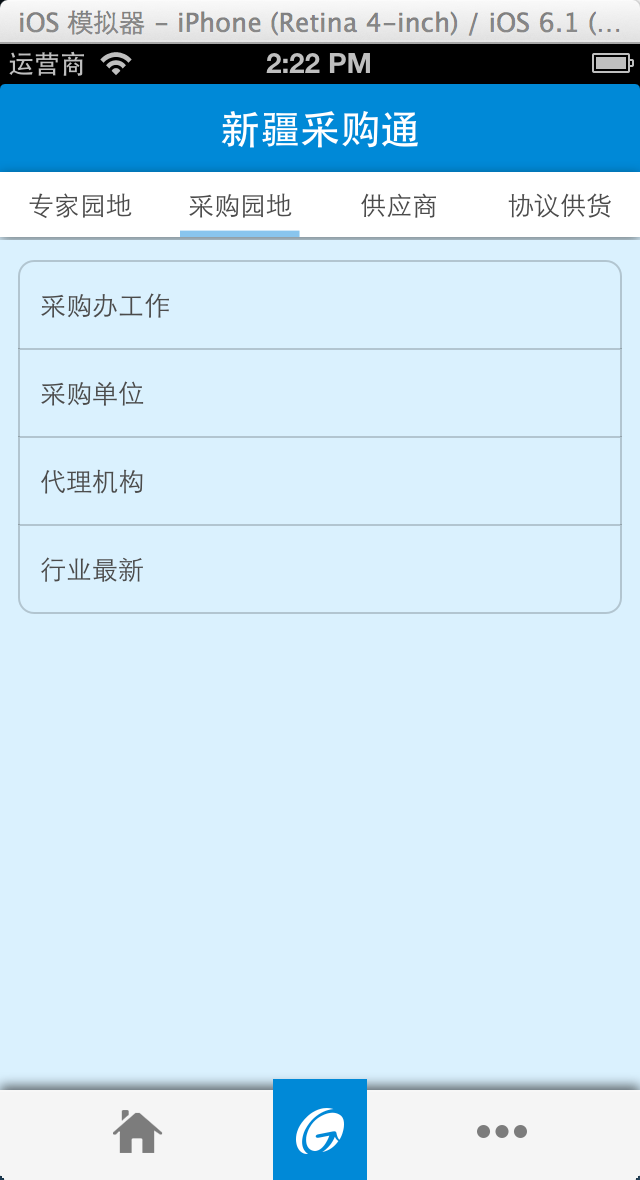 iOS 模拟器 – iPhone (Retina 4-inch) / iOS 6.1 (...
运营商 2:22 PM
新疆采购通
专家园地 采购园地 供应商 协议供货
采购办工作
采购单位
代理机构
行业最新